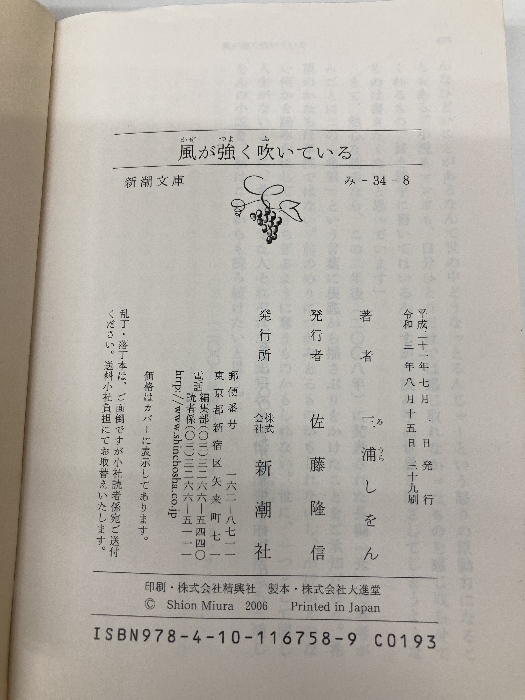 かぜ つよ ふ
風が強く吹いている
新潮文庫 み-34-8
平成二十一年七月一日発行
令和三年八月十五日三十九刷
著者 三浦しをん
み うら
発行者 佐藤隆信
発行所 株式会社 新潮社
郵便番号 一六二―八七一一
東京都新宿区矢来町七一
電話 編集部(〇三)三二六六―五四四〇
読者係(〇三)三二六六―五一一一
http://www.shinchosha.co.jp
価格はカバーに表示してあります。
乱丁・落丁本は、ご面倒ですが小社読者係宛ご送付
ください。送料小社負担にてお取替えいたします。
印刷・株式会社精興社 製本・株式会社大進堂
© Shion Miura 2006 Printed in Japan
ISBN978-4-10-116758-9 C0193